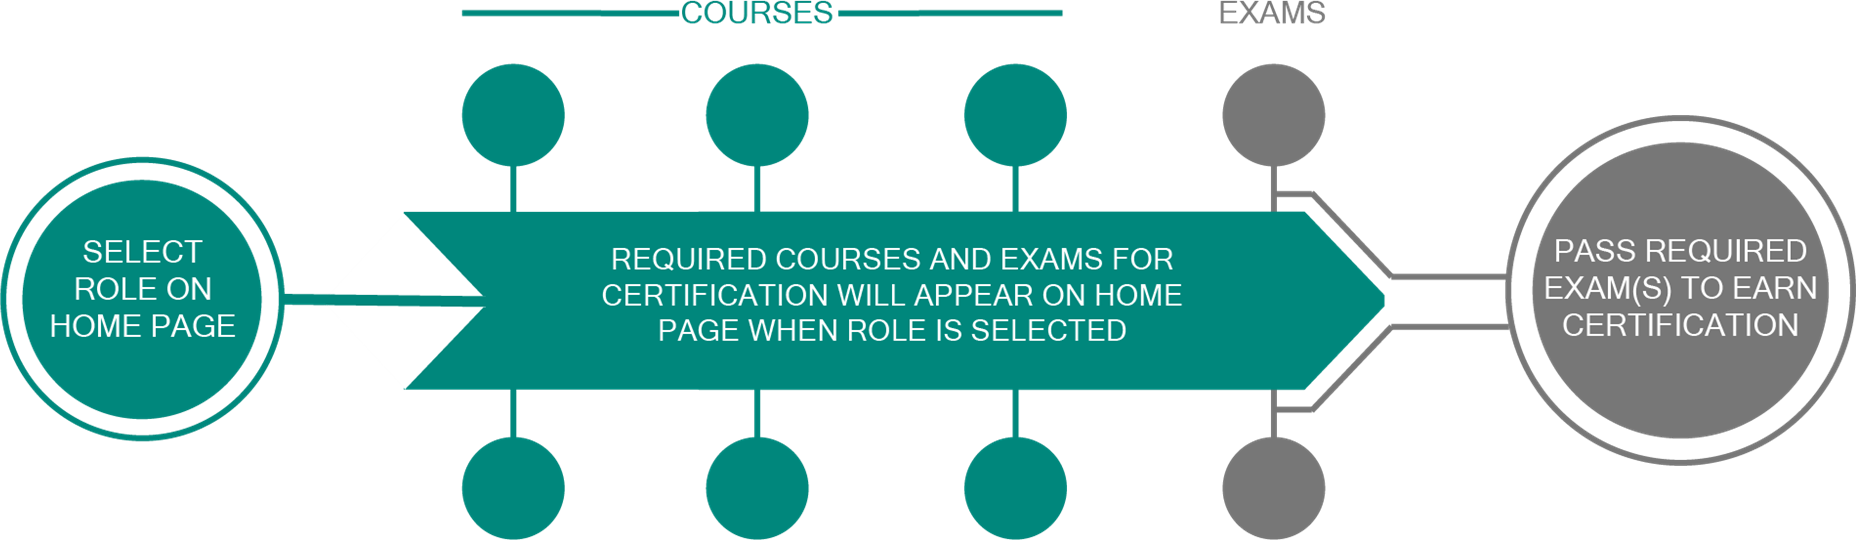 COURSES
EXAMS
SELECT
ROLE ON
HOME PAGE
REQUIRED COURSES AND EXAMS FOR
CERTIFICATION WILL APPEAR ON HOME
PAGE WHEN ROLE IS SELECTED
PASS REQUIRED
EXAM(S) TO EARN
CERTIFICATION